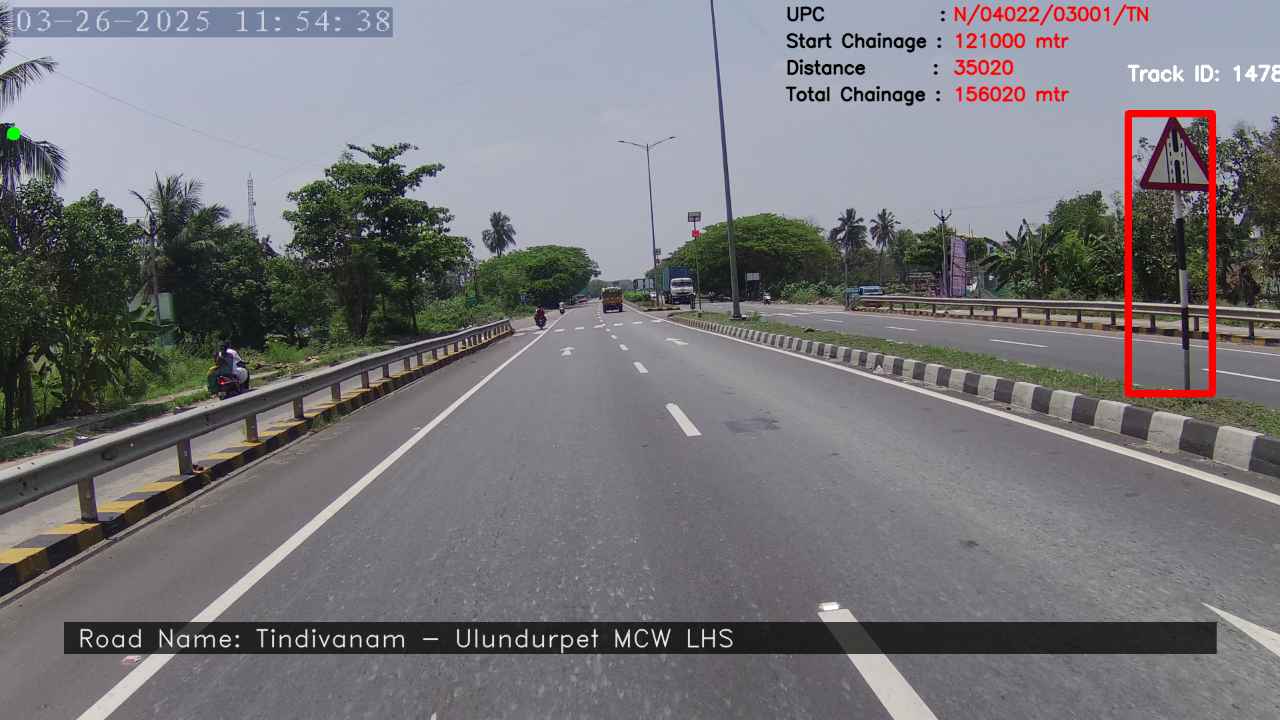 03-26-2025 11:54:38
UPC : N/04022/03001/TN
Start Chainage : 121000 mtr
Distance : 35020
Total Chainage : 156020 mtr
Track ID: 1478
Road Name: Tindivanam - Ulundurpet MCW LHS